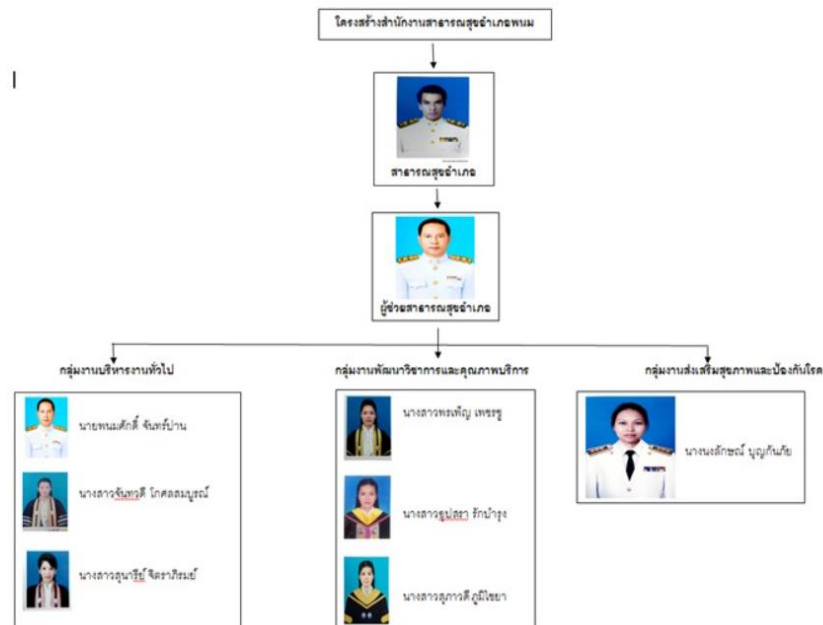 โครงสร้างสำนักงานสาธารณสุขอำเภอพนม
สาธารณสุขอำเภอ
ผู้ช่วยสาธารณสุขอำเภอ
กลุ่มงานบริหารงานทั่วไป
นายพนมศักดิ์ จันทร์ปาน
นางสาวจันทวดี โกศลสมบูรณ์
นางสาวสุนารีย์ จิตราภิรมย์
กลุ่มงานพัฒนาวิชาการและคุณภาพบริการ
นางสาวพรเพ็ญ เพชรชู
นางสาวอุปสรา รักบำรุง
นางสาวสุภาวดี ภูมิไชยา
กลุ่มงานส่งเสริมสุขภาพและป้องกันโรค
นางนงลักษณ์ บุญกันภัย